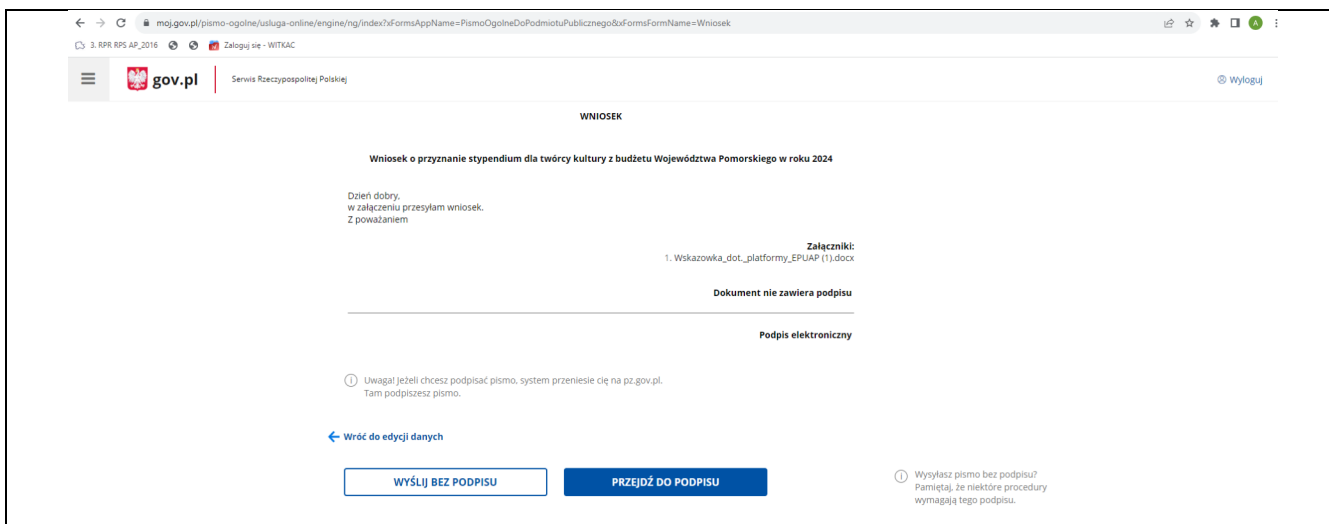 moj.gov.pl/pismo-ogolne/usluga-online/engine/ng/index?xFormsAppName=PismoOgolneDoPodmiotuPublicznego&xFormsFormName=Wniosek
A
3. RPR RPS AP_2016
Zaloguj się - WITKAC
gov.pl
Serwis Rzeczypospolitej Polskiej
Wyloguj
WNIOSEK
Wniosek o przyznanie stypendium dla twórcy kultury z budżetu Województwa Pomorskiego w roku 2024
Dzień dobry,
w załączeniu przesyłam wniosek.
Z poważaniem
Załączniki:
1. Wskazowka_dot._platformy_EPUAP (1).docx
Dokument nie zawiera podpisu
Podpis elektroniczny
Uwaga! Jeżeli chcesz podpisać pismo, system przeniesie cię na pz.gov.pl.
Tam podpiszesz pismo.
Wróć do edycji danych
WYŚLIJ BEZ PODPISU
PRZEJDŹ DO PODPISU
Wysyłasz pismo bez podpisu?
Pamiętaj, że niektóre procedury
wymagają tego podpisu.